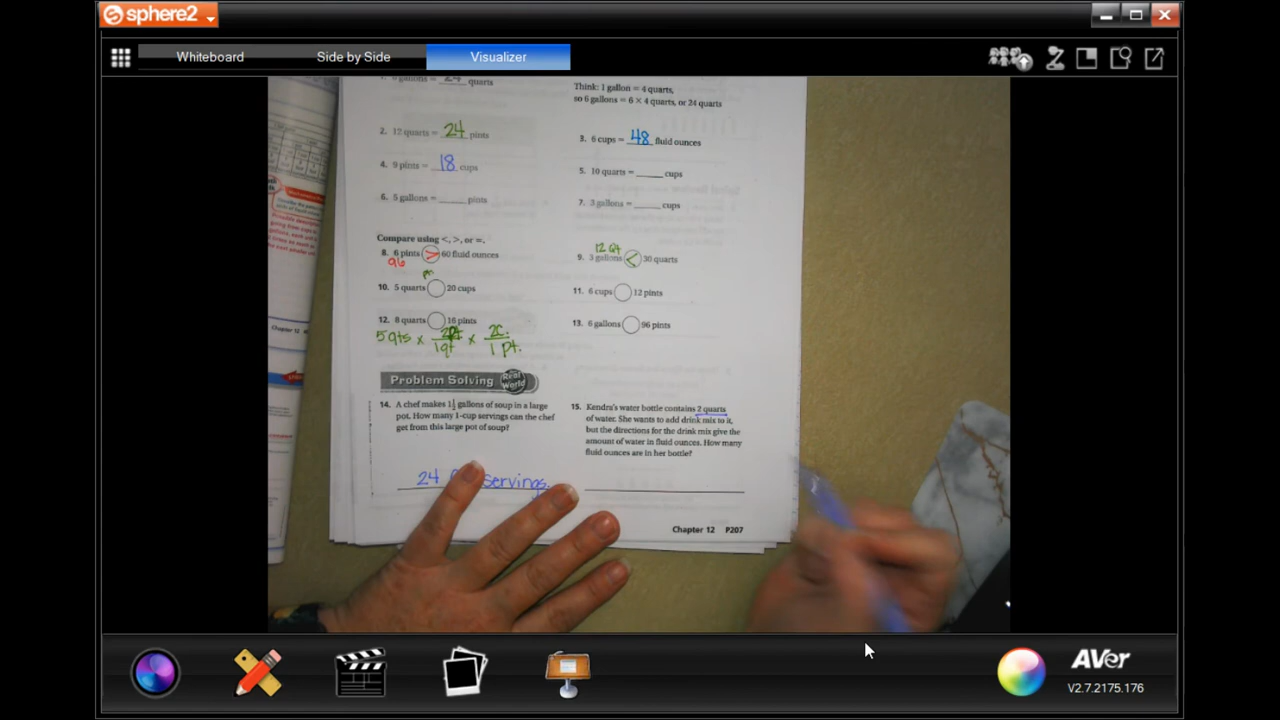 sphere2
Whiteboard Side by Side Visualizer
24 quarts
Think: 1 gallon = 4 quarts,
so 6 gallons = 6 × 4 quarts, or 24 quarts
2. 12 quarts = 24 pints
3. 6 cups = 48 fluid ounces
4. 9 pints = 18 cups
5. 10 quarts = ____ cups
6. 5 gallons = ____ pints
7. 3 gallons = ____ cups
Compare using <, >, or =.
12 qt
8. 6 pints > 60 fluid ounces
9. 3 gallons < 30 quarts
96
10. 5 quarts 20 cups
11. 6 cups 12 pints
12. 8 quarts 16 pints
13. 6 gallons 96 pints
5 qts × 2pt × 2c.
1qt 1 pt.
Problem Solving Real World
14. A chef makes 1½ gallons of soup in a large
pot. How many 1-cup servings can the chef
get from this large pot of soup?
24 servings.
15. Kendra's water bottle contains 2 quarts
of water. She wants to add drink mix to it,
but the directions for the drink mix give the
amount of water in fluid ounces. How many
fluid ounces are in her bottle?
Chapter 12 P207
Chapter 12
AVer
V2.7.2175.176